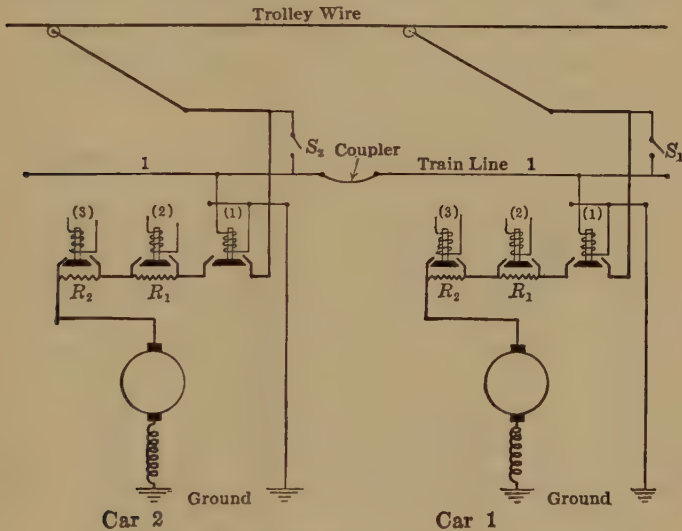 Trolley Wire
S₂ Coupler S₁
1 Train Line 1
(3) (2) (1) (3) (2) (1)
R₂ R₁ R₂ R₁
Ground Ground
Car 2 Car 1